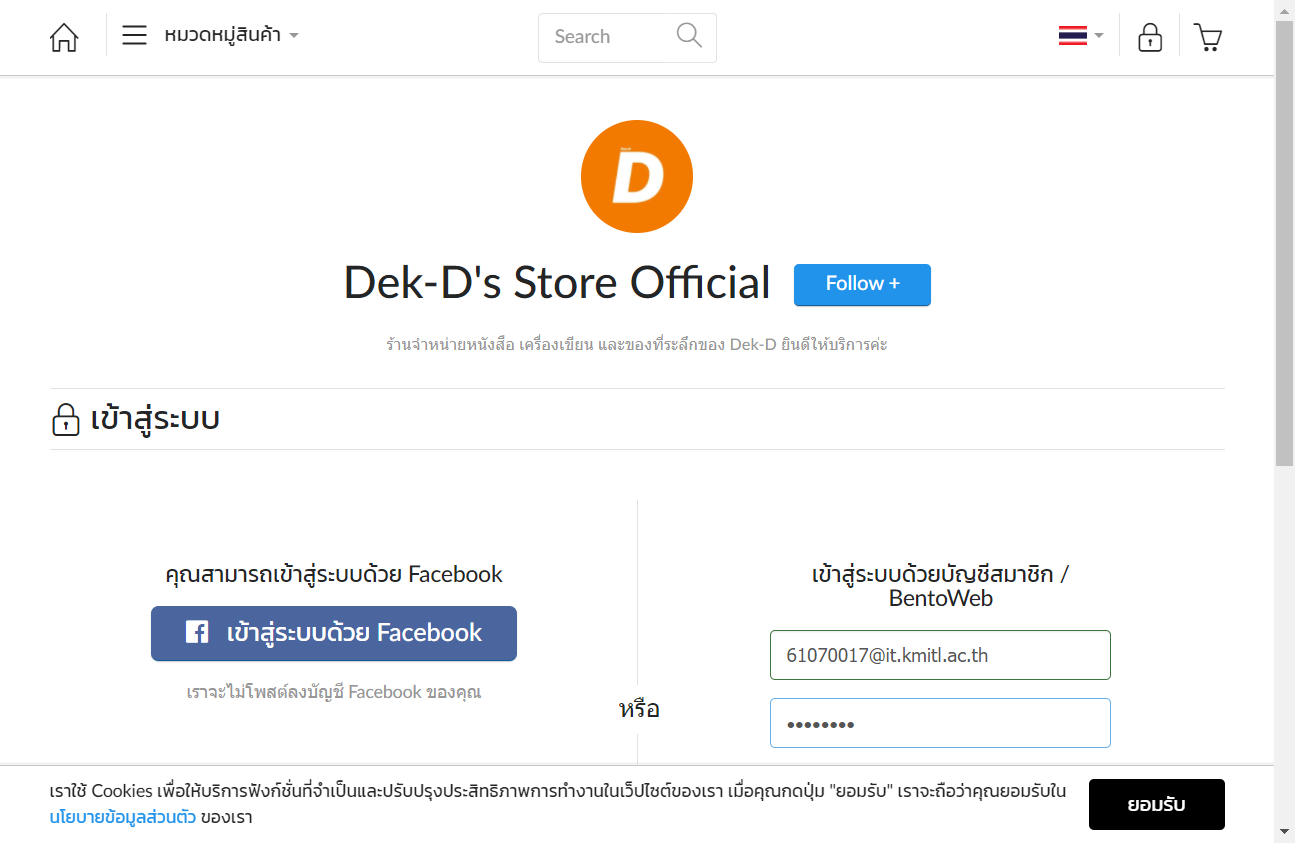 หมวดหมู่สินค้า
Search
D
Dek-D's Store Official
Follow +
ร้านจำหน่ายหนังสือ เครื่องเขียน และของที่ระลึกของ Dek-D ยินดีให้บริการค่ะ
เข้าสู่ระบบ
คุณสามารถเข้าสู่ระบบด้วย Facebook
เข้าสู่ระบบด้วย Facebook
เราจะไม่โพสต์ลงบัญชี Facebook ของคุณ
หรือ
เข้าสู่ระบบด้วยบัญชีสมาชิก /
BentoWeb
61070017@it.kmitl.ac.th
••••••••
เราใช้ Cookies เพื่อให้บริการฟังก์ชั่นที่จำเป็นและปรับปรุงประสิทธิภาพการทำงานในเว็ปไซต์ของเรา เมื่อคุณกดปุ่ม "ยอมรับ" เราจะถือว่าคุณยอมรับใน
นโยบายข้อมูลส่วนตัว ของเรา
ยอมรับ